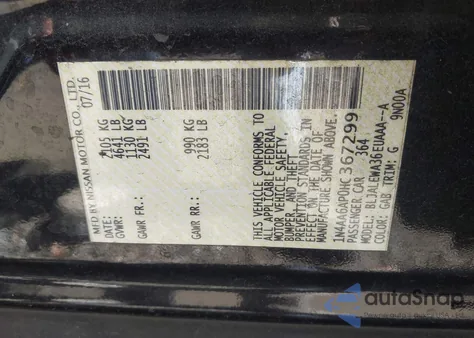 MFD BY NISSAN MOTOR CO., LTD.
07/16
GVWR: 2105 KG
4641 LB
GAWR FR: 1130 KG
2491 LB
GAWR RR: 990 KG
2183 LB
THIS VEHICLE CONFORMS TO
ALL APPLICABLE FEDERAL
MOTOR VEHICLE SAFETY,
BUMPER, AND THEFT
PREVENTION STANDARDS IN
EFFECT ON THE DATE OF
MANUFACTURE SHOWN ABOVE.
1N4AA6AP0HC367299
PASSENGER CAR 364
MODEL: BLJALEWA36EUAAA--A
COLOR: GAB TRIM: G 9N00A
autoSnap